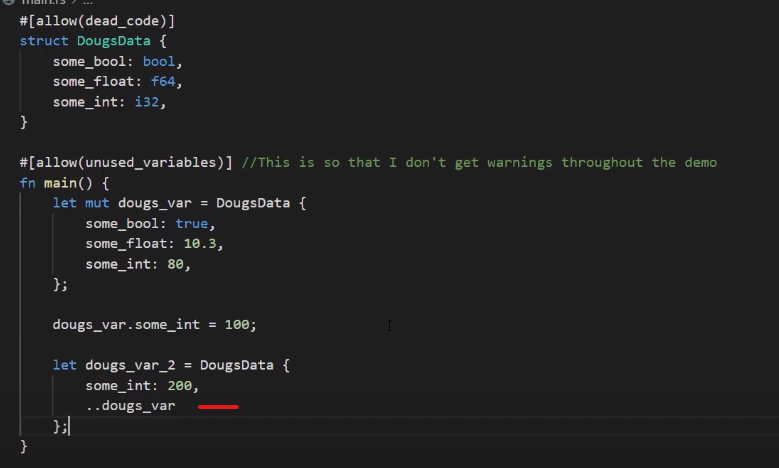 main.rs > ...
#[allow(dead_code)]
struct DougsData {
    some_bool: bool,
    some_float: f64,
    some_int: i32,
}

#[allow(unused_variables)] //This is so that I don't get warnings throughout the demo
fn main() {
    let mut dougs_var = DougsData {
        some_bool: true,
        some_float: 10.3,
        some_int: 80,
    };

    dougs_var.some_int = 100;

    let dougs_var_2 = DougsData {
        some_int: 200,
        ..dougs_var
    };
}